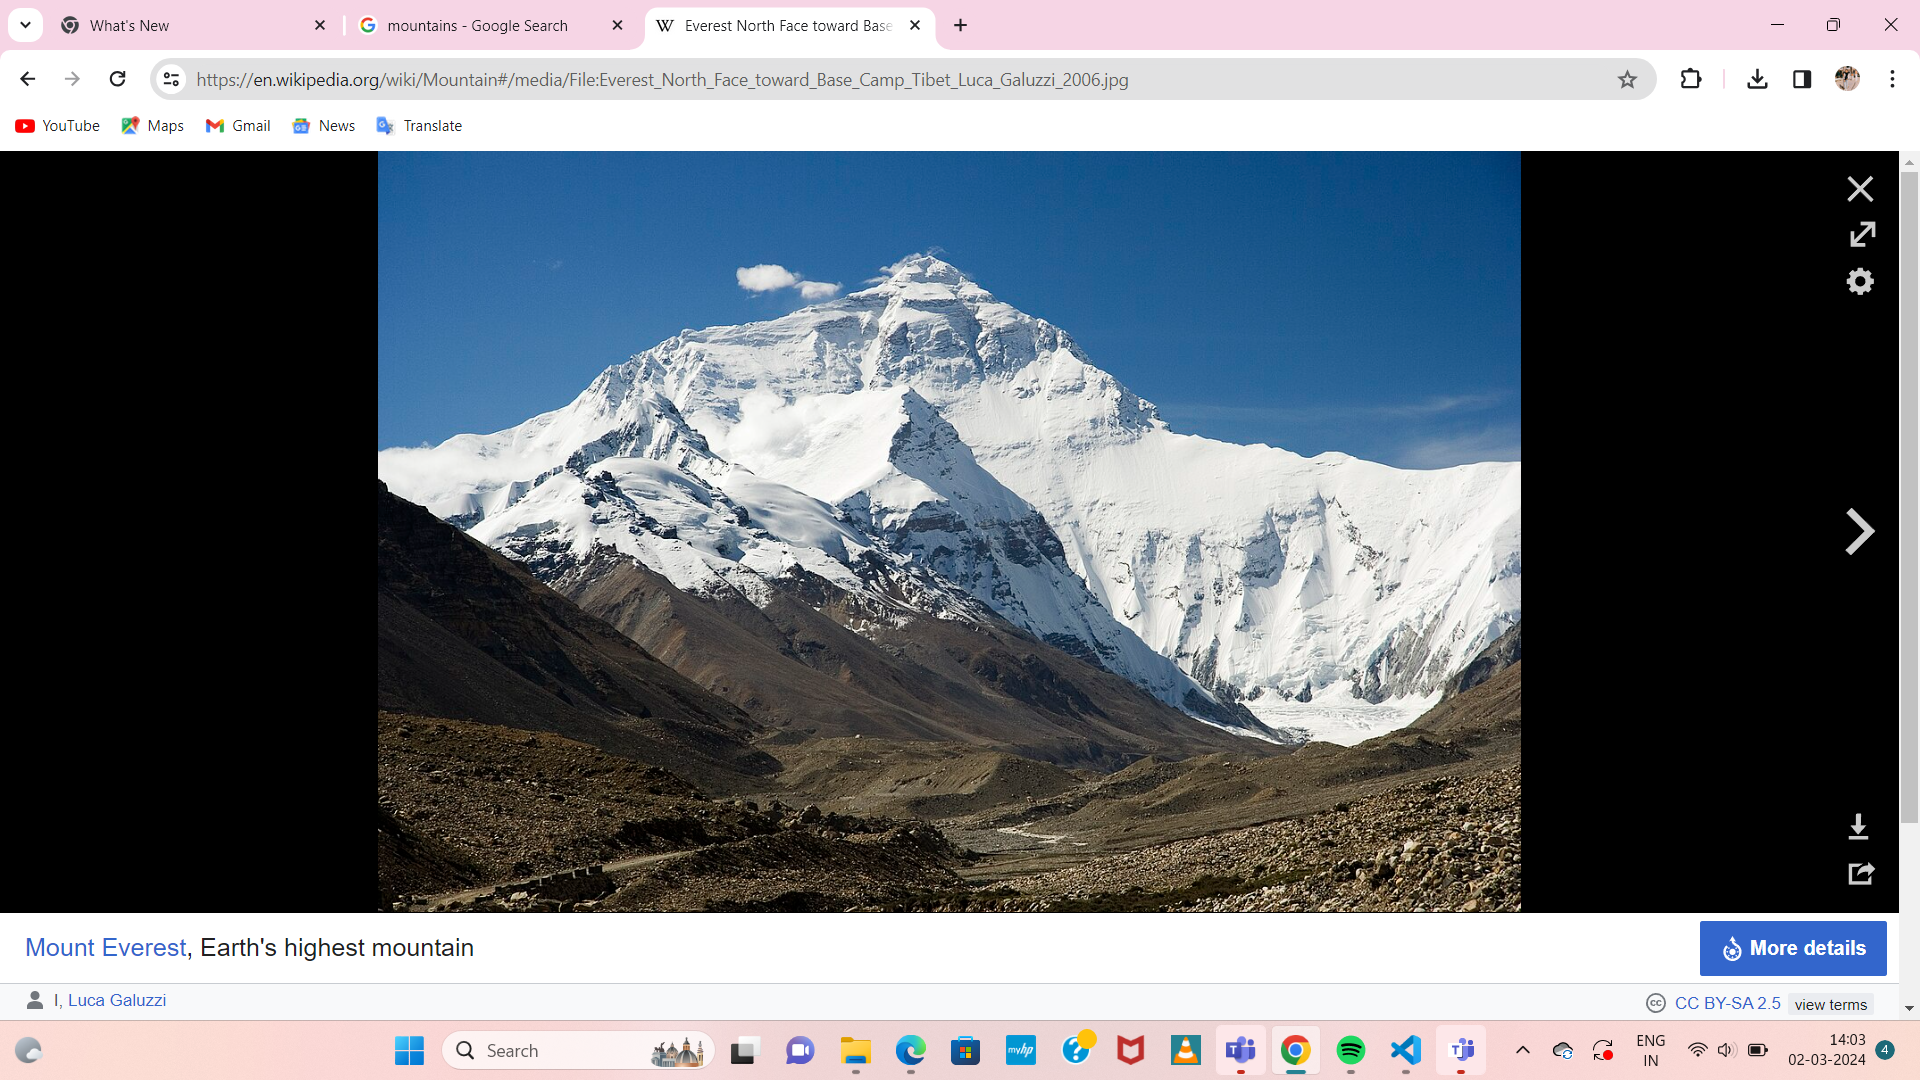 What's New
mountains - Google Search
Everest North Face toward Base
https://en.wikipedia.org/wiki/Mountain#/media/File:Everest_North_Face_toward_Base_Camp_Tibet_Luca_Galuzzi_2006.jpg
YouTube Maps Gmail News Translate
Mount Everest, Earth's highest mountain
More details
I, Luca Galuzzi
cc CC BY-SA 2.5 view terms
Search
myhp
ENG
IN
14:03
02-03-2024
4